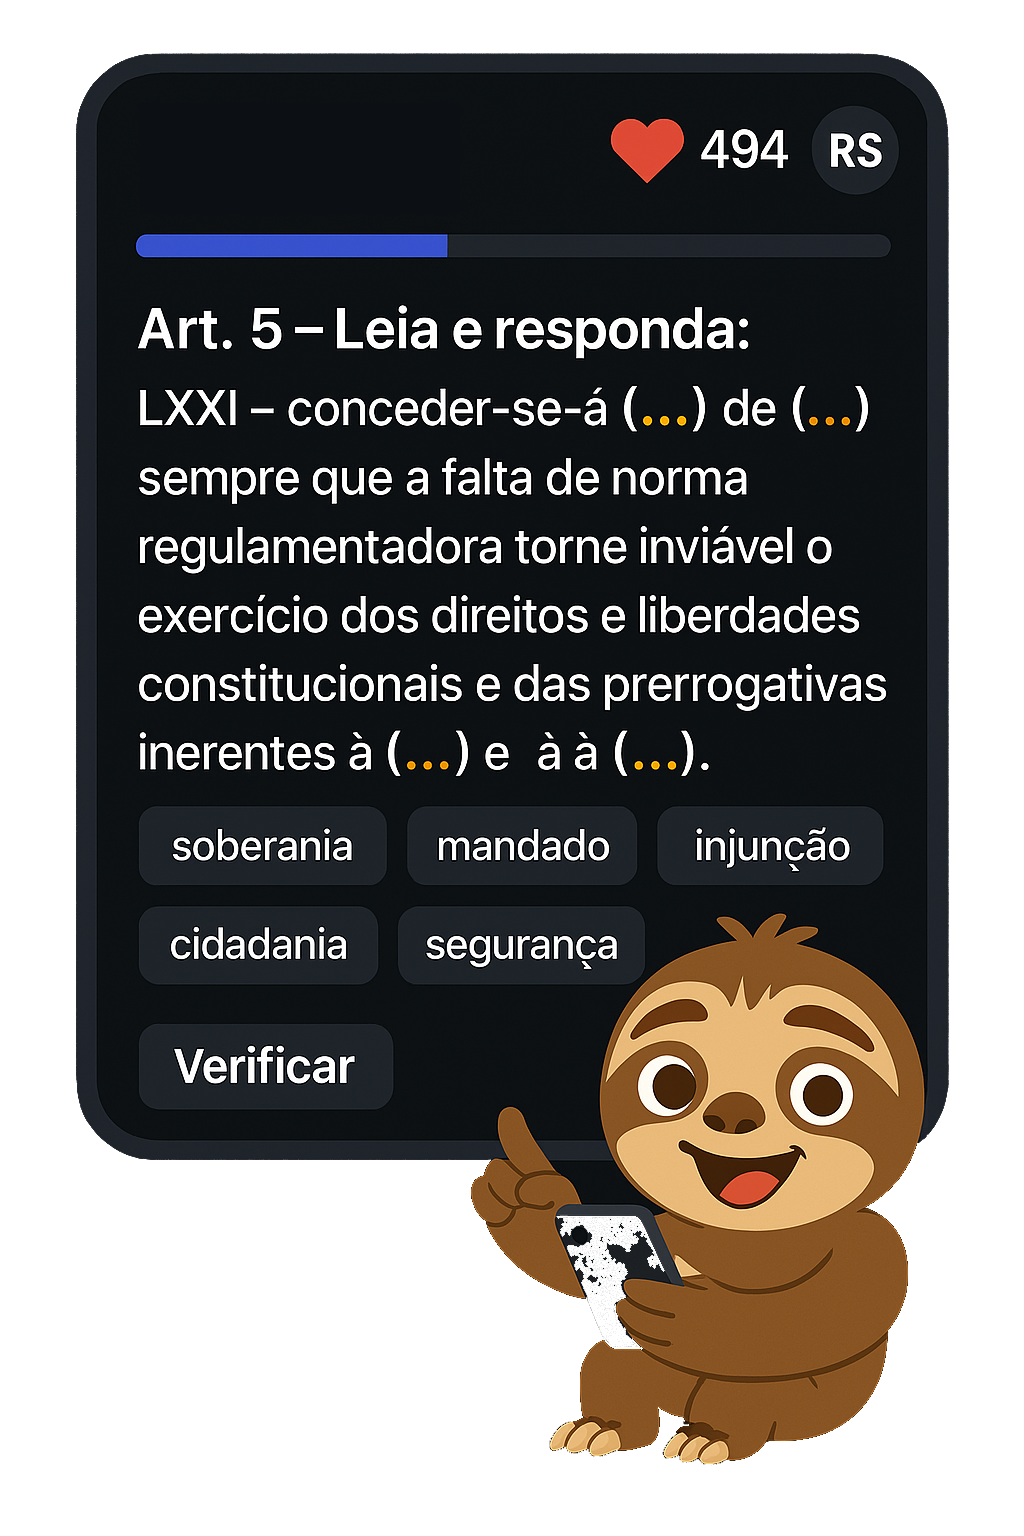 494 RS
Art. 5 – Leia e responda:
LXXI – conceder-se-á (...) de (...)
sempre que a falta de norma
regulamentadora torne inviável o
exercício dos direitos e liberdades
constitucionais e das prerrogativas
inerentes à (...) e à à (...).
soberania mandado injunção
cidadania segurança
Verificar